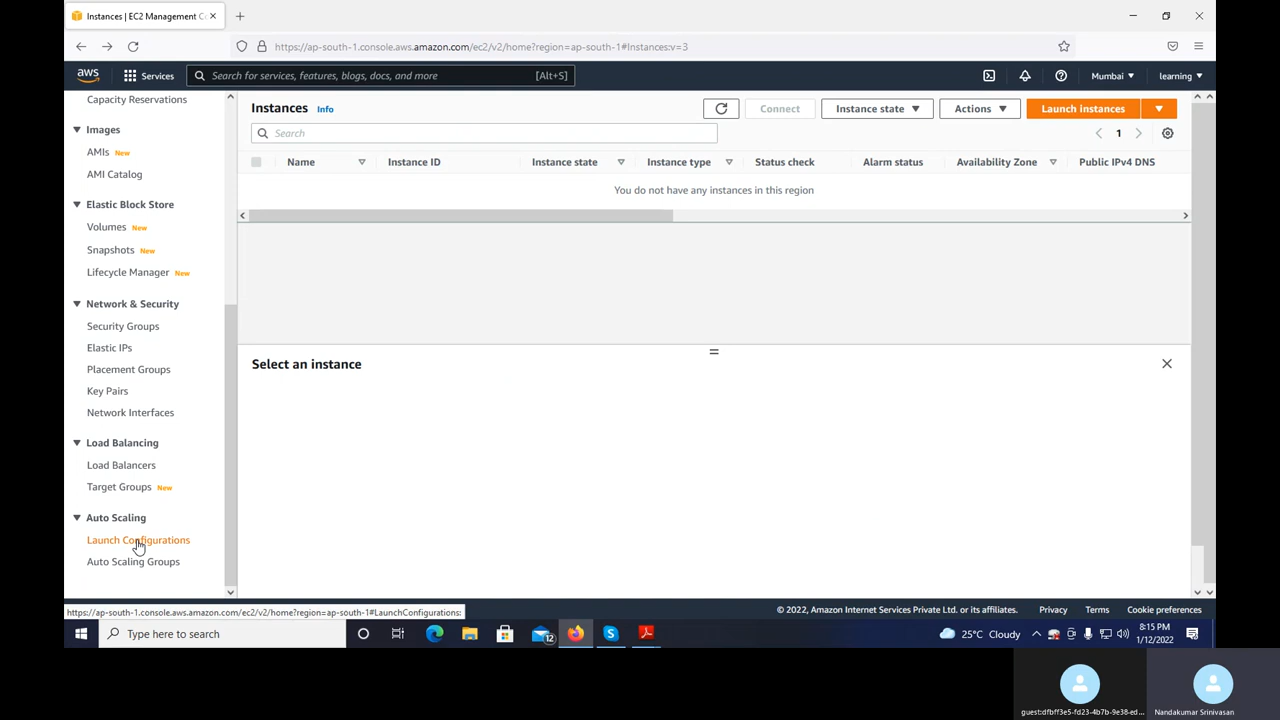 Instances | EC2 Management Co
https://ap-south-1.console.aws.amazon.com/ec2/v2/home?region=ap-south-1#Instances:v=3
aws
Services
Search for services, features, blogs, docs, and more
[Alt+S]
Mumbai
learning
Capacity Reservations
Images
AMIs New
AMI Catalog
Elastic Block Store
Volumes New
Snapshots New
Lifecycle Manager New
Network & Security
Security Groups
Elastic IPs
Placement Groups
Key Pairs
Network Interfaces
Load Balancing
Load Balancers
Target Groups New
Auto Scaling
Launch Configurations
Auto Scaling Groups
Instances Info
Connect
Instance state
Actions
Launch instances
Search
1
Name
Instance ID
Instance state
Instance type
Status check
Alarm status
Availability Zone
Public IPv4 DNS
You do not have any instances in this region
Select an instance
https://ap-south-1.console.aws.amazon.com/ec2/v2/home?region=ap-south-1#LaunchConfigurations:
© 2022, Amazon Internet Services Private Ltd. or its affiliates.
Privacy
Terms
Cookie preferences
Type here to search
12
25°C Cloudy
8:15 PM
1/12/2022
guest:dfbff3e5-fd23-4b7b-9e38-ed...
Nandakumar Srinivasan